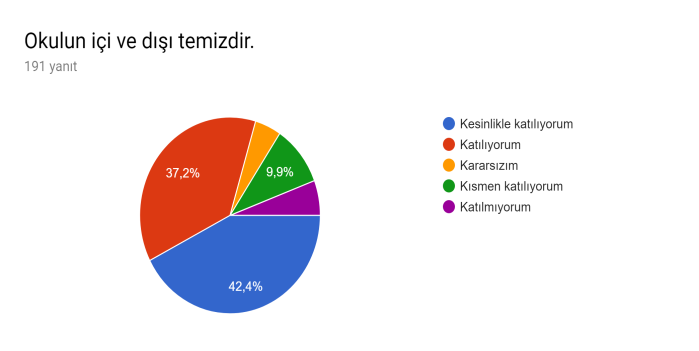 Okulun içi ve dışı temizdir.
191 yanıt
37,2%
9,9%
42,4%
Kesinlikle katılıyorum
Katılıyorum
Kararsızım
Kısmen katılıyorum
Katılmıyorum